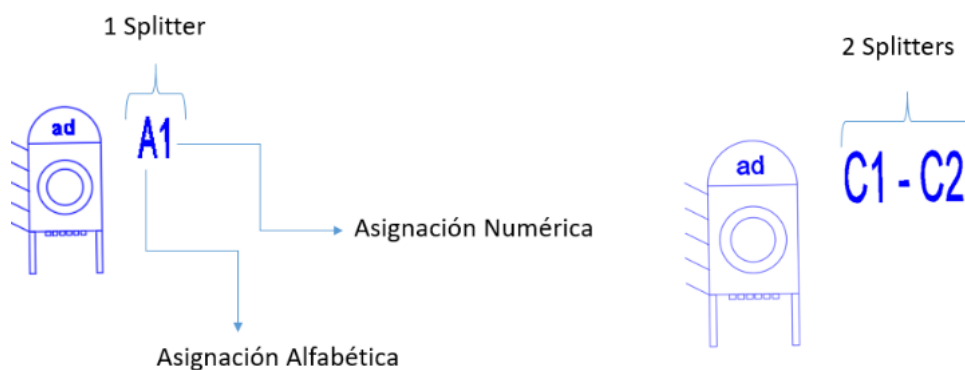 1 Splitter
2 Splitters
ad
A1
ad
C1 - C2
Asignación Numérica
Asignación Alfabética